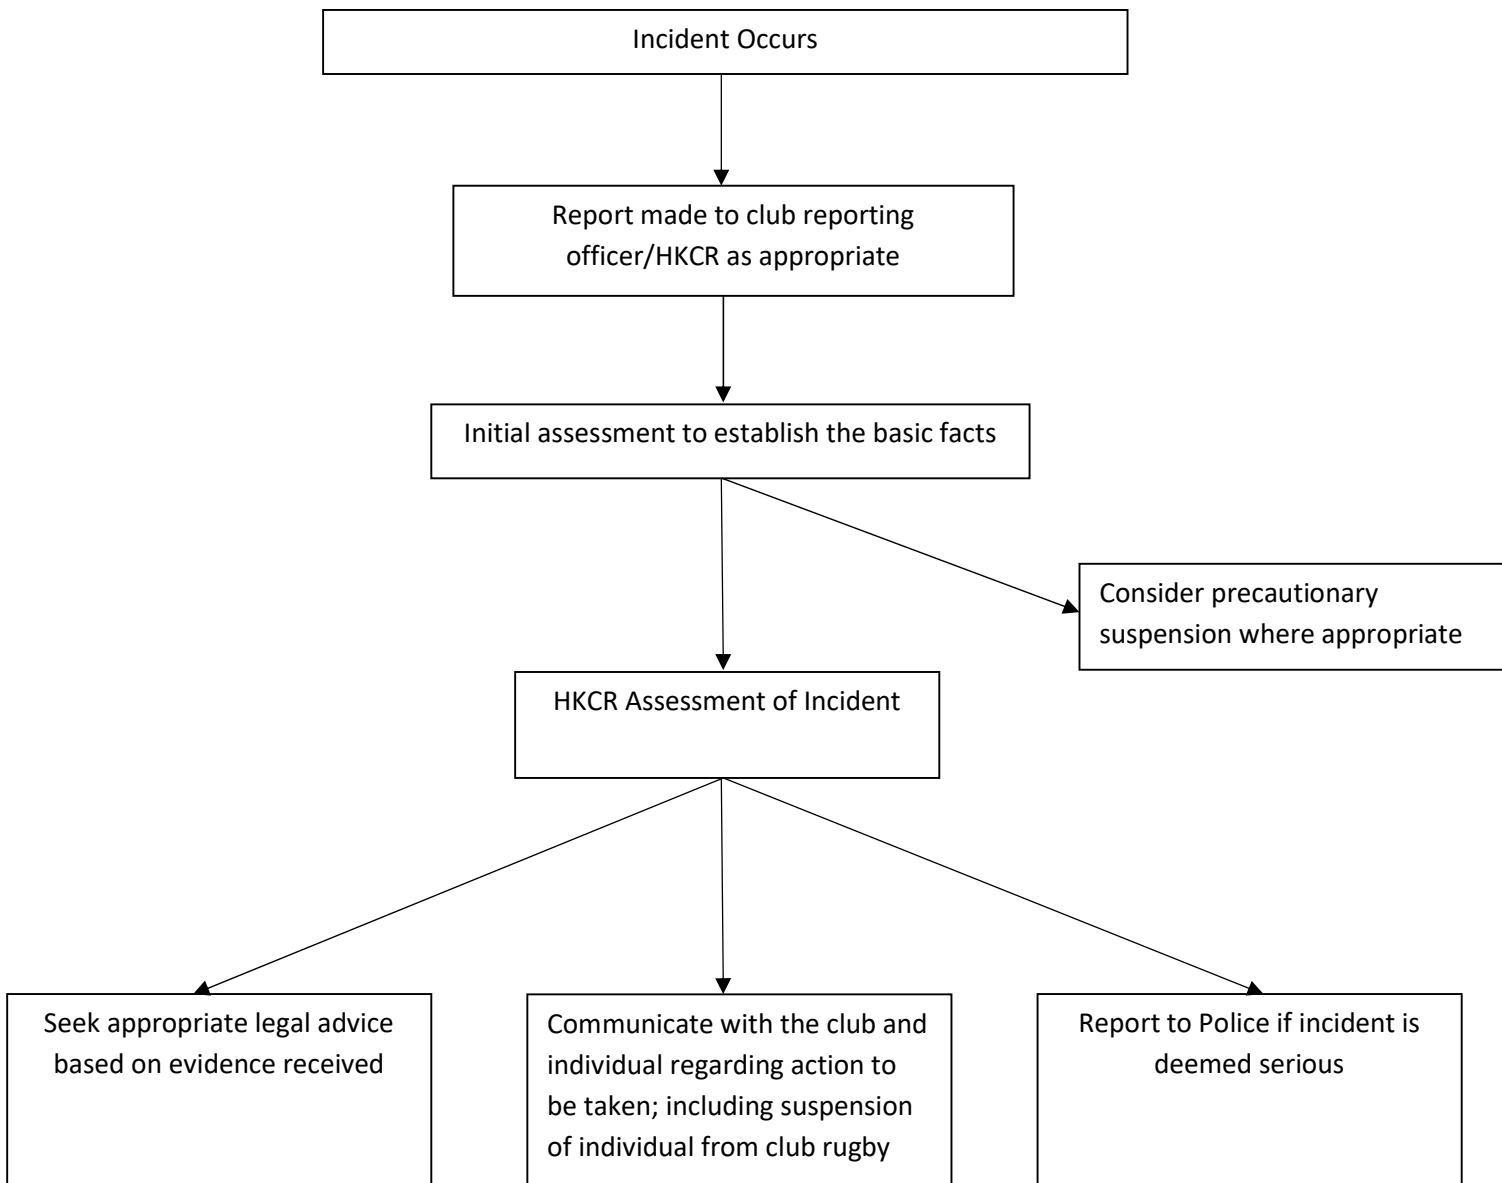 Incident Occurs
Report made to club reporting
officer/HKCR as appropriate
Initial assessment to establish the basic facts
Consider precautionary
suspension where appropriate
HKCR Assessment of Incident
Seek appropriate legal advice
based on evidence received
Communicate with the club and
individual regarding action to
be taken; including suspension
of individual from club rugby
Report to Police if incident is
deemed serious